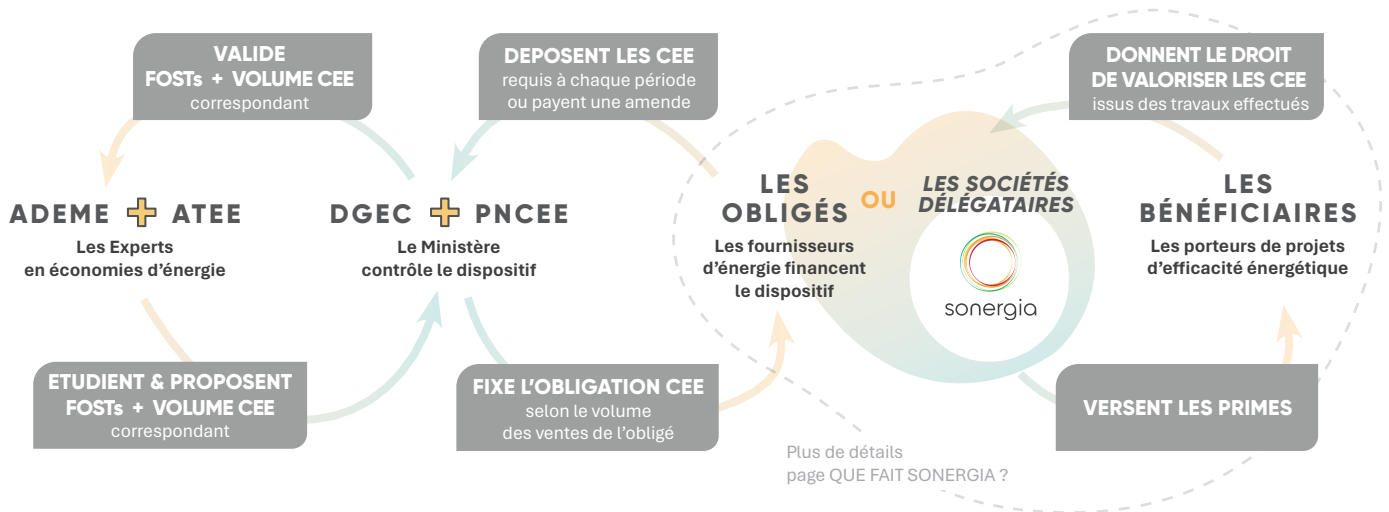 VALIDE
FOSTs + VOLUME CEE
correspondant
DEPOSENT LES CEE
requis à chaque période
ou payent une amende
DONNENT LE DROIT
DE VALORISER LES CEE
issus des travaux effectués
ADEME + ATEE
Les Experts
en économies d’énergie
DGEC + PNCEE
Le Ministère
contrôle le dispositif
LES
OBLIGÉS
Les fournisseurs
d’énergie financent
le dispositif
OU
LES SOCIÉTÉS
DÉLÉGATAIRES
sonergia
LES
BÉNÉFICIAIRES
Les porteurs de projets
d’efficacité énergétique
ETUDIENT & PROPOSENT
FOSTs + VOLUME CEE
correspondant
FIXE L’OBLIGATION CEE
selon le volume
des ventes de l’obligé
VERSENT LES PRIMES
Plus de détails
page QUE FAIT SONERGIA ?